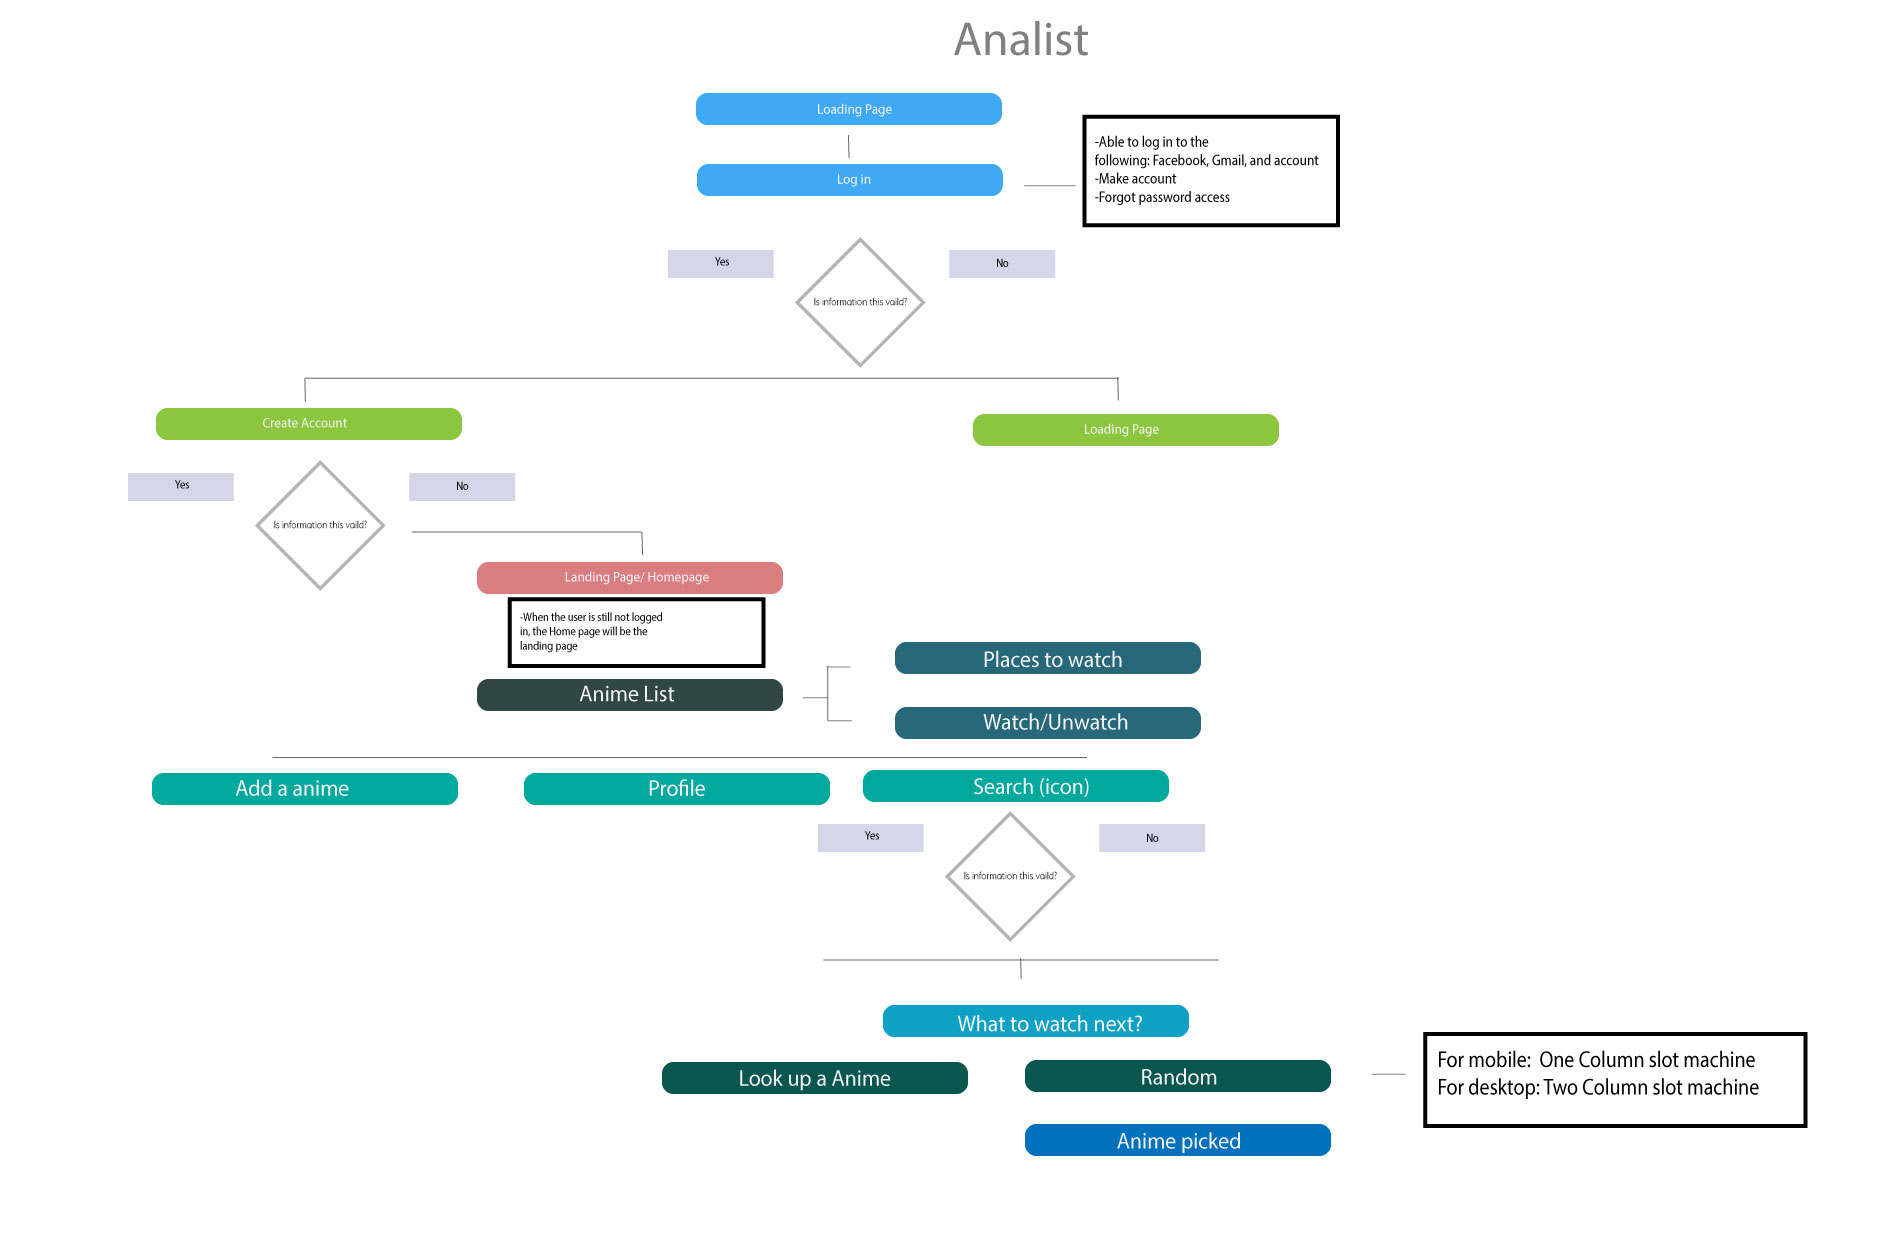 Analist
Loading Page
Log in
-Able to log in to the
following: Facebook, Gmail, and account
-Make account
-Forgot password access
Yes
No
Is information this vaild?
Create Account
Loading Page
Yes
No
Is information this vaild?
Landing Page/ Homepage
-When the user is still not logged
in, the Home page will be the
landing page
Places to watch
Anime List
Watch/Unwatch
Add a anime
Profile
Search (icon)
Yes
No
Is information this vaild?
What to watch next?
Look up a Anime
Random
For mobile: One Column slot machine
For desktop: Two Column slot machine
Anime picked